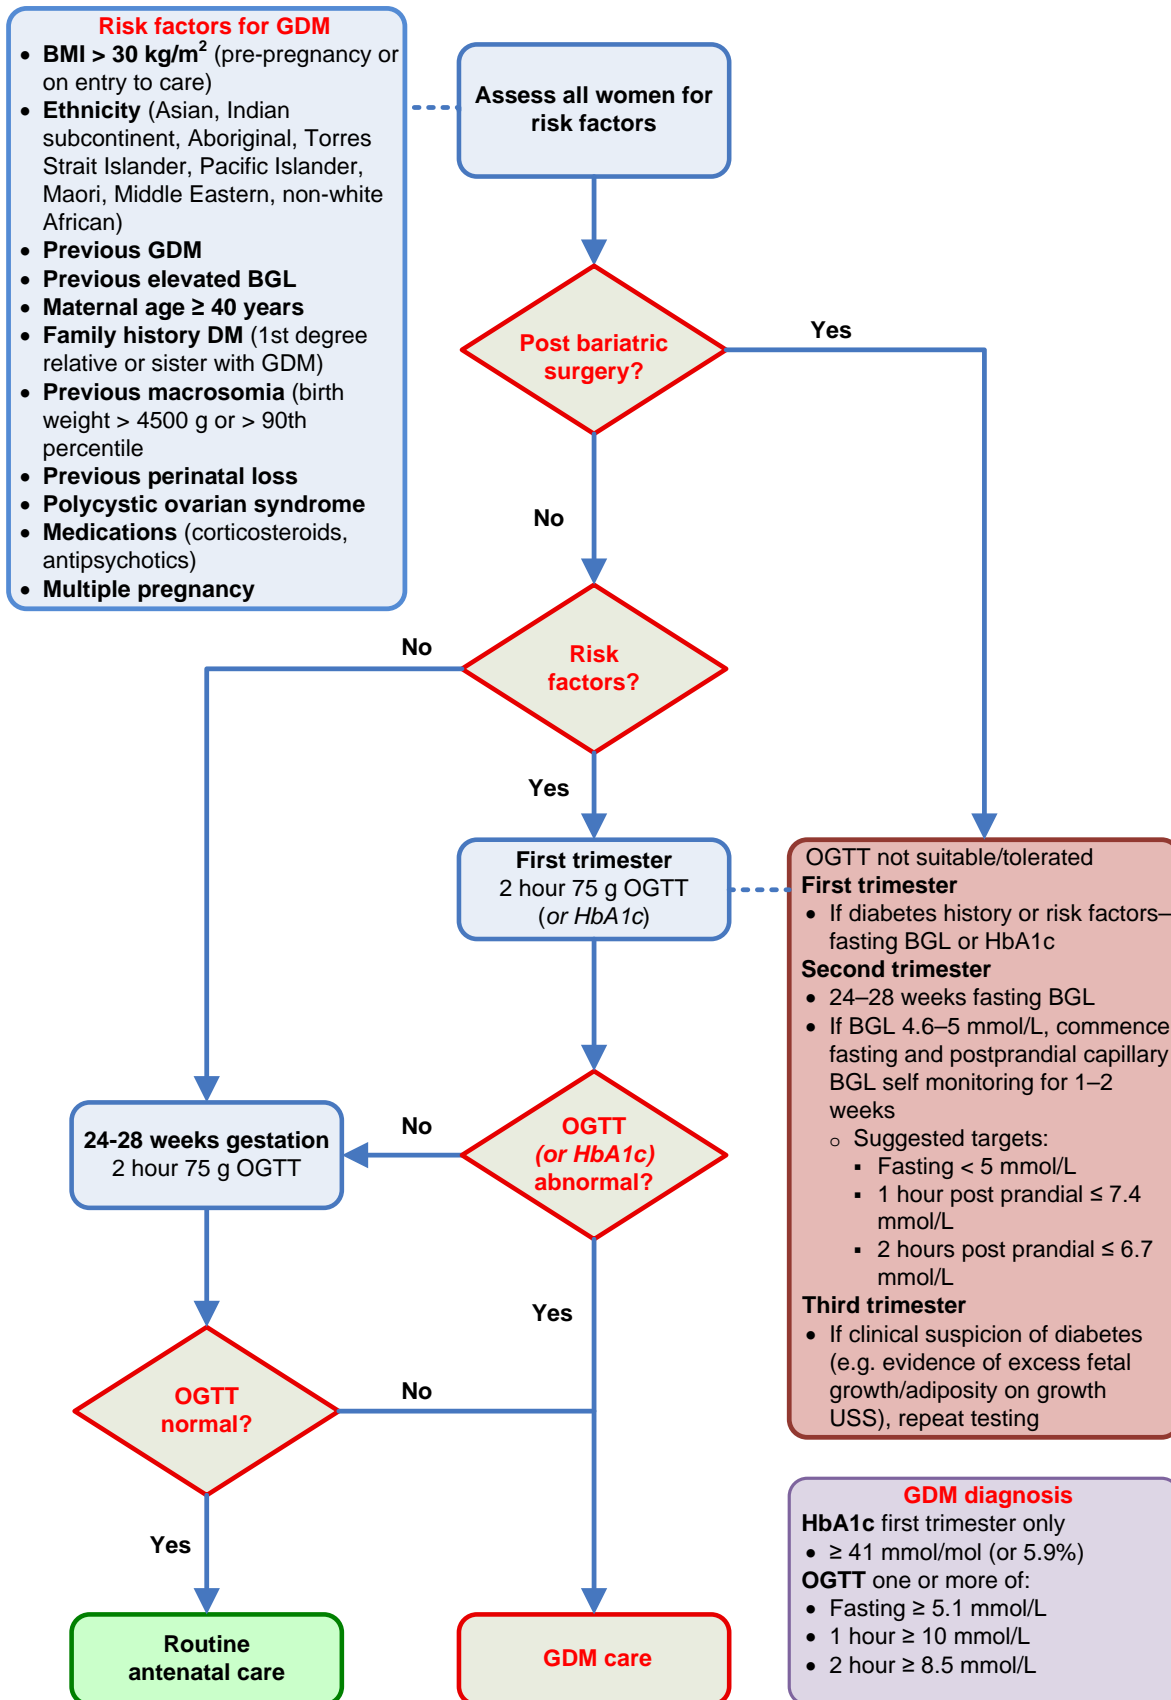 Risk factors for GDM
• BMI > 30 kg/m² (pre-pregnancy or
on entry to care)
• Ethnicity (Asian, Indian
subcontinent, Aboriginal, Torres
Strait Islander, Pacific Islander,
Maori, Middle Eastern, non-white
African)
• Previous GDM
• Previous elevated BGL
• Maternal age ≥ 40 years
• Family history DM (1st degree
relative or sister with GDM)
• Previous macrosomia (birth
weight > 4500 g or > 90th
percentile
• Previous perinatal loss
• Polycystic ovarian syndrome
• Medications (corticosteroids,
antipsychotics)
• Multiple pregnancy
Assess all women for
risk factors
Post bariatric
surgery?
Yes
No
Risk
factors?
No
Yes
First trimester
2 hour 75 g OGTT
(or HbA1c)
OGTT not suitable/tolerated
First trimester
• If diabetes history or risk factors–
fasting BGL or HbA1c
Second trimester
• 24–28 weeks fasting BGL
• If BGL 4.6–5 mmol/L, commence
fasting and postprandial capillary
BGL self monitoring for 1–2
weeks
o Suggested targets:
▪ Fasting < 5 mmol/L
▪ 1 hour post prandial ≤ 7.4
mmol/L
▪ 2 hours post prandial ≤ 6.7
mmol/L
Third trimester
• If clinical suspicion of diabetes
(e.g. evidence of excess fetal
growth/adiposity on growth
USS), repeat testing
OGTT
(or HbA1c)
abnormal?
No
Yes
24-28 weeks gestation
2 hour 75 g OGTT
OGTT
normal?
No
Yes
Routine
antenatal care
GDM care
GDM diagnosis
HbA1c first trimester only
• ≥ 41 mmol/mol (or 5.9%)
OGTT one or more of:
• Fasting ≥ 5.1 mmol/L
• 1 hour ≥ 10 mmol/L
• 2 hour ≥ 8.5 mmol/L